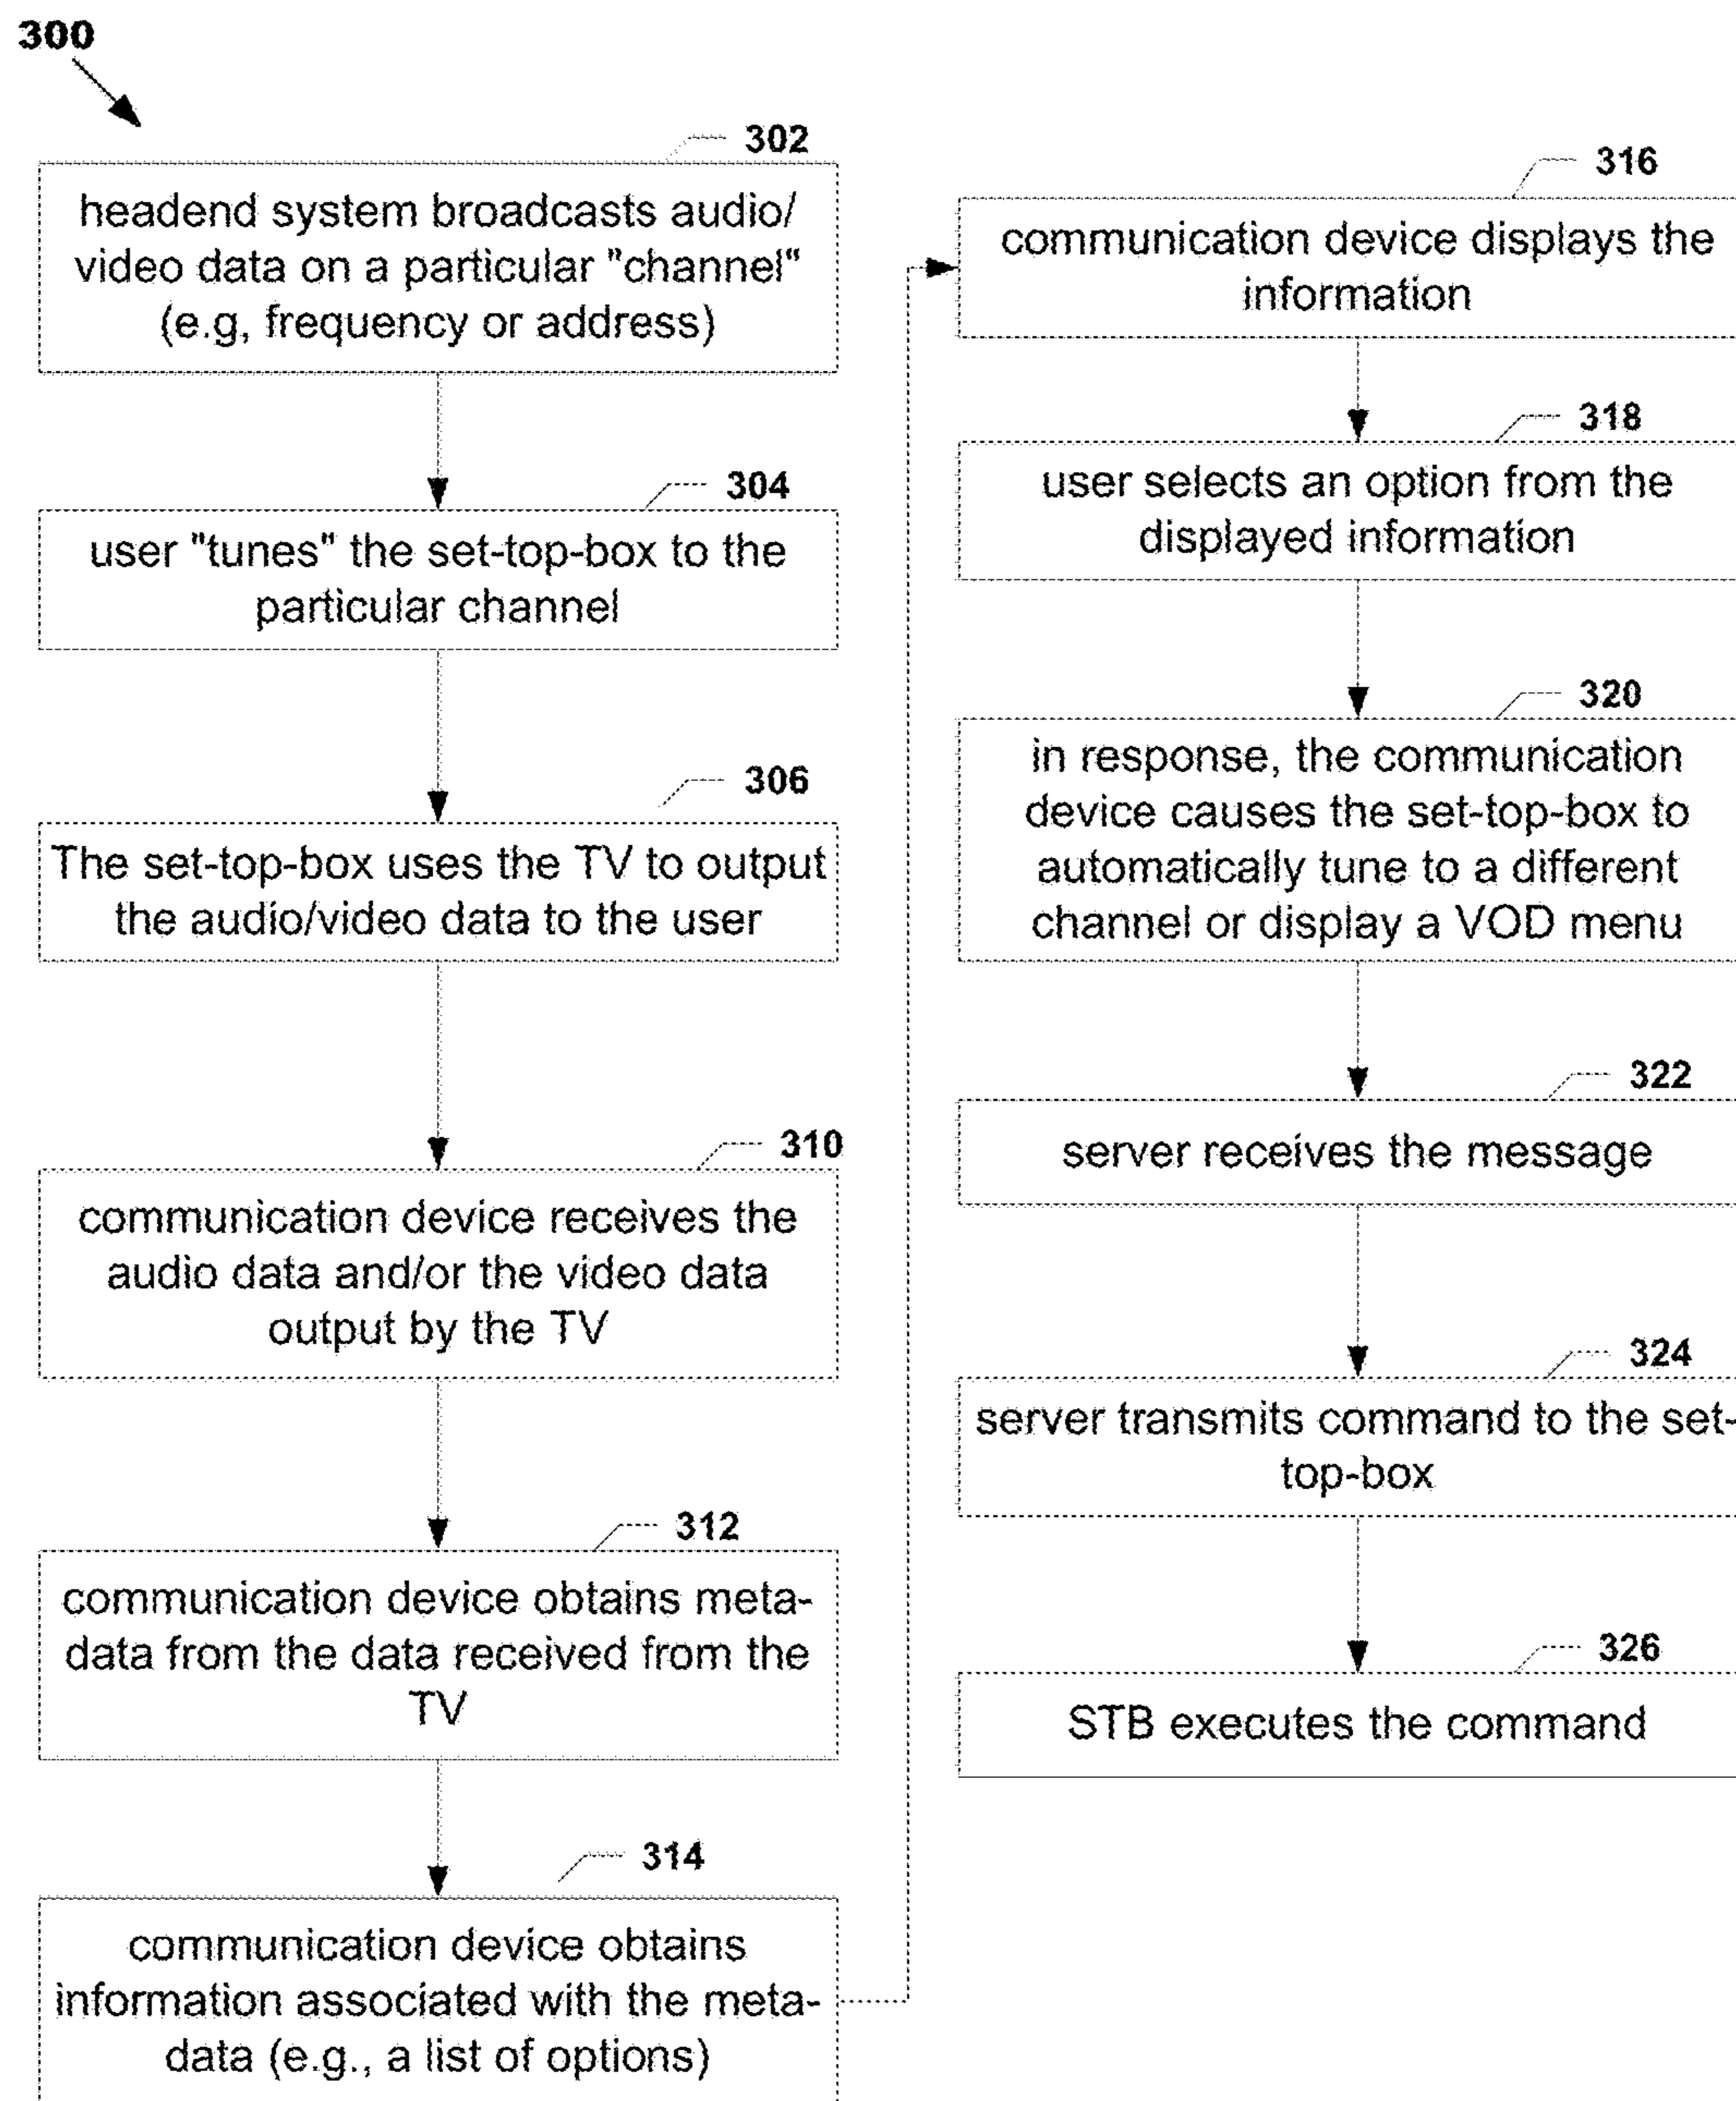 300
302
headend system broadcasts audio/
video data on a particular "channel"
(e.g, frequency or address)
304
user "tunes" the set-top-box to the
particular channel
306
The set-top-box uses the TV to output
the audio/video data to the user
310
communication device receives the
audio data and/or the video data
output by the TV
312
communication device obtains meta-
data from the data received from the
TV
314
communication device obtains
information associated with the meta-
data (e.g., a list of options)
316
communication device displays the
information
318
user selects an option from the
displayed information
320
in response, the communication
device causes the set-top-box to
automatically tune to a different
channel or display a VOD menu
322
server receives the message
324
server transmits command to the set-
top-box
326
STB executes the command